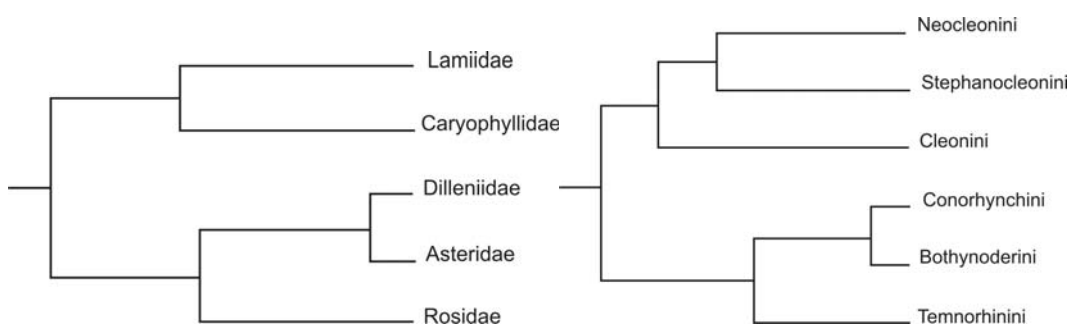 Lamiidae
Caryophyllidae
Dilleniidae
Asteridae
Rosidae
Neocleonini
Stephanocleonini
Cleonini
Conorhynchini
Bothynoderini
Temnorhinini